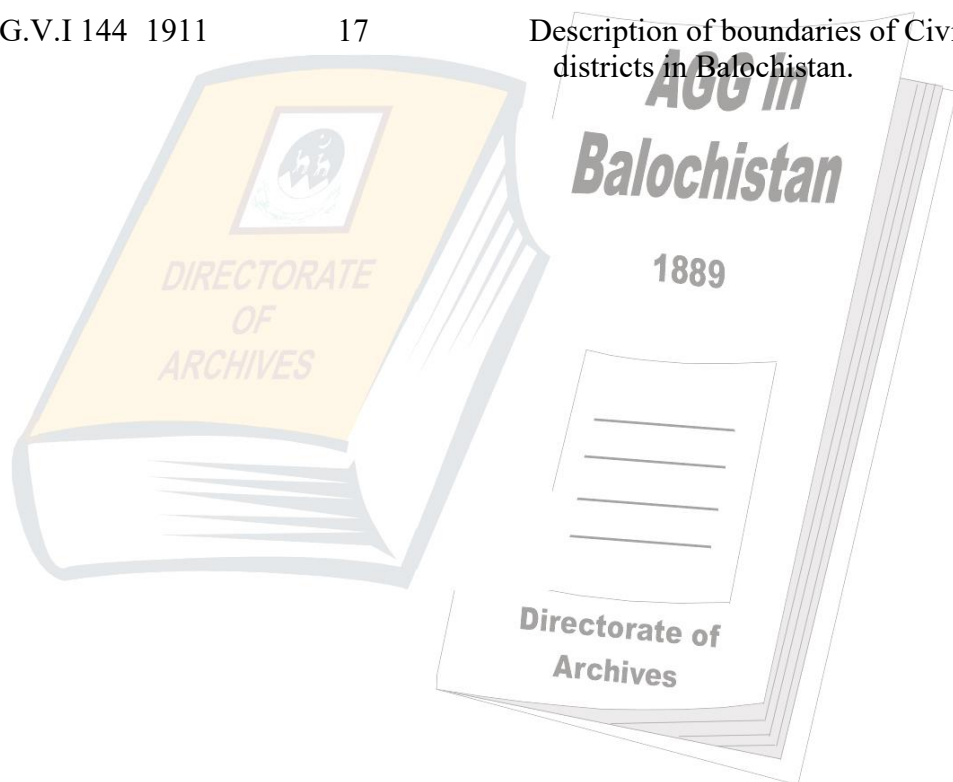 G.V.I 144 1911 17 Description of boundaries of Civi
districts in Balochistan.
AGG in
Balochistan
1889
DIRECTORATE
OF
ARCHIVES
Directorate of
Archives